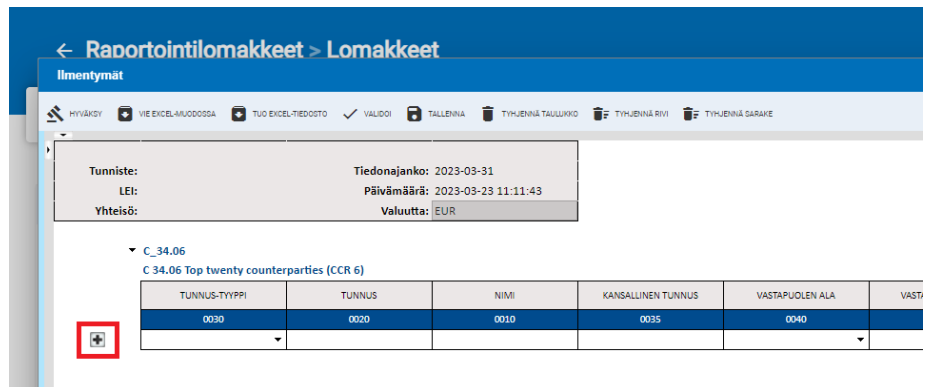 ← Raportointilomakkeet > Lomakkeet
Ilmentymät
HYVÄKSY VIE EXCEL-MUODOSSA TUO EXCEL-TIEDOSTO VALIDOI TALLENNA TYHJENNÄ TAULUKKO TYHJENNÄ RIVI TYHJENNÄ SARAKE
Tunniste: Tiedonajanko: 2023-03-31
LEI: Päivämäärä: 2023-03-23 11:11:43
Yhteisö: Valuutta: EUR
C_34.06
C 34.06 Top twenty counterparties (CCR 6)
TUNNUS-TYYPPI TUNNUS NIMI KANSALLINEN TUNNUS VASTAPUOLEN ALA VASTA
0030 0020 0010 0035 0040